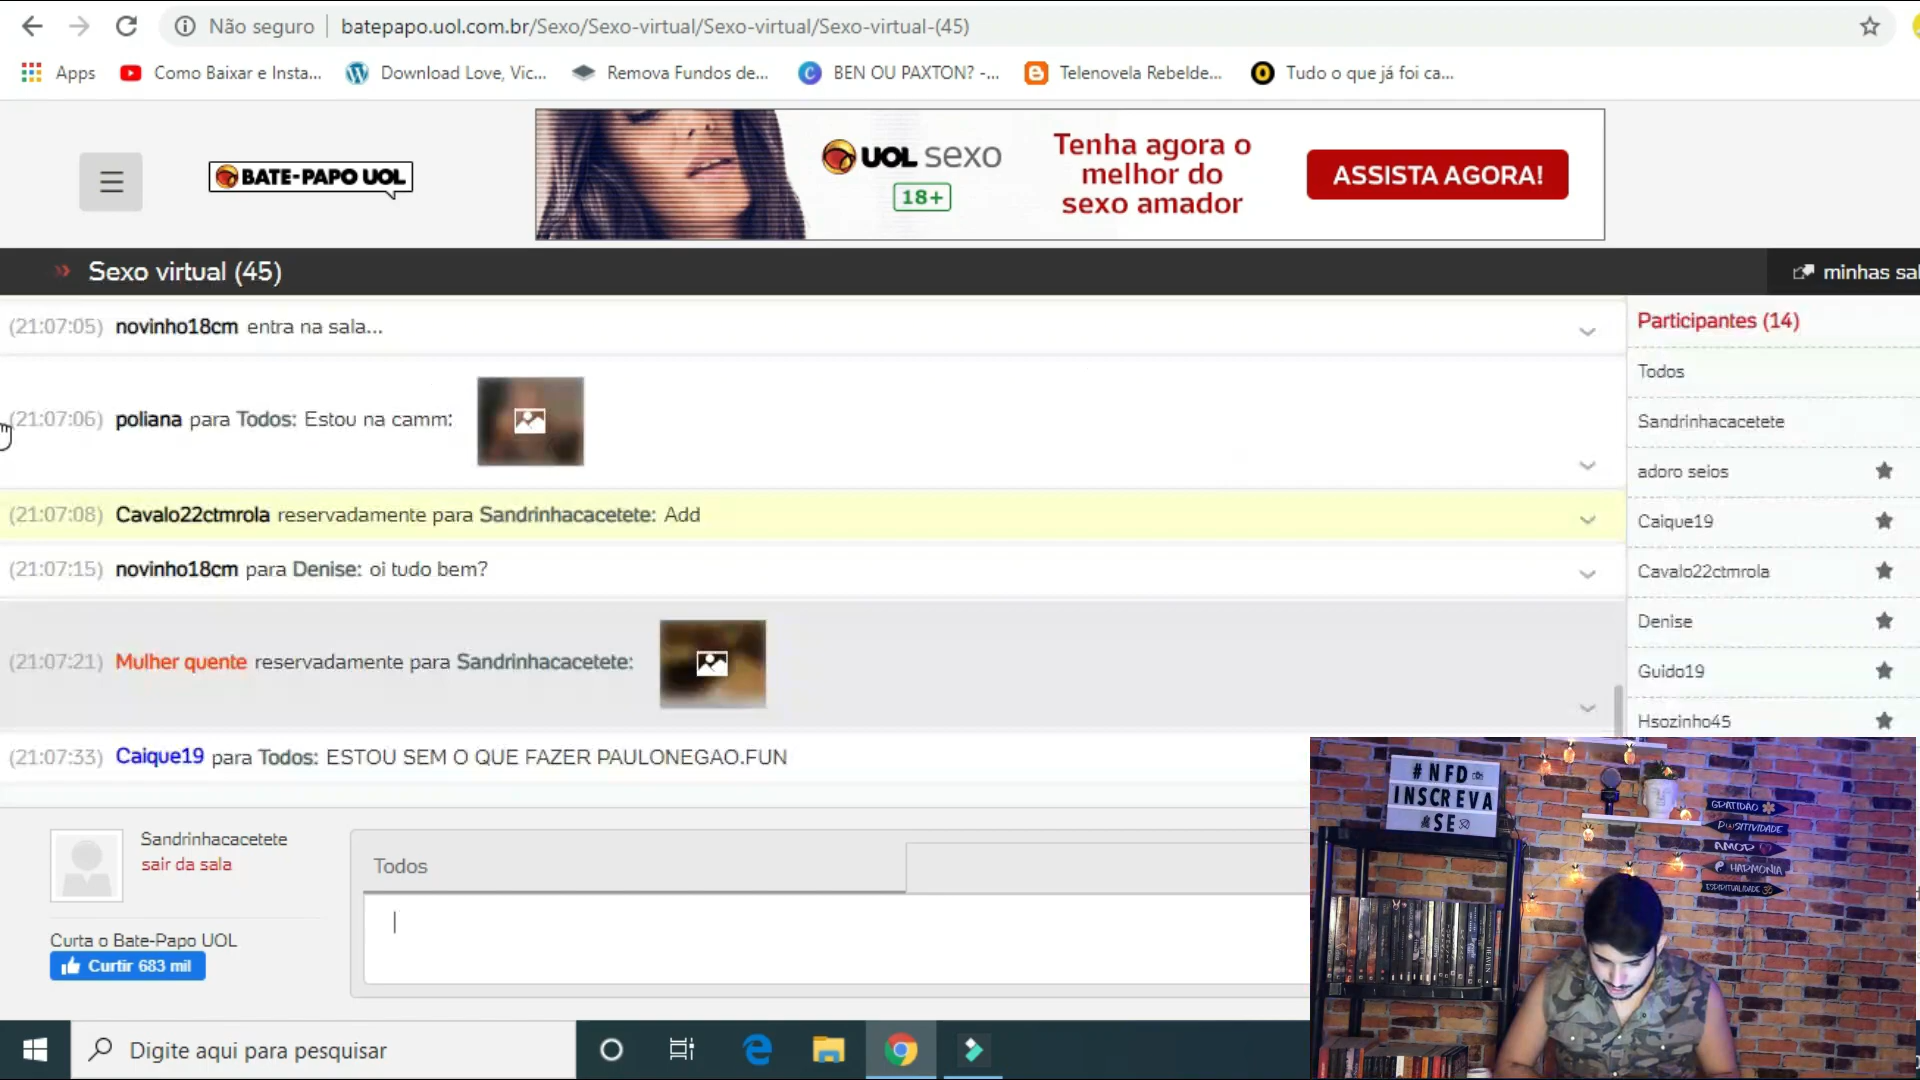 Não seguro batepapo.uol.com.br/Sexo/Sexo-virtual/Sexo-virtual/Sexo-virtual-(45)
Apps Como Baixar e Insta... Download Love, Vic... Remova Fundos de... BEN OU PAXTON? -... Telenovela Rebelde... Tudo o que já foi ca...
BATE-PAPO UOL
UOL sexo
18+
Tenha agora o
melhor do
sexo amador
ASSISTA AGORA!
Sexo virtual (45)
minhas sal
(21:07:05) novinho18cm entra na sala...
(21:07:06) poliana para Todos: Estou na camm:
(21:07:08) Cavalo22ctmrola reservadamente para Sandrinhacacetete: Add
(21:07:15) novinho18cm para Denise: oi tudo bem?
(21:07:21) Mulher quente reservadamente para Sandrinhacacetete:
(21:07:33) Caique19 para Todos: ESTOU SEM O QUE FAZER PAULONEGAO.FUN
Participantes (14)
Todos
Sandrinhacacetete
adoro seios
Caique19
Cavalo22ctmrola
Denise
Guido19
Hsozinho45
Sandrinhacacetete
sair da sala
Todos
Curta o Bate-Papo UOL
Curtir 683 mil
#NFD
INSCREVA
SE
GRATIDÃO
POSITIVIDADE
AMOR
HARMONIA
ESPIRITUALIDADE
HEAVEN
Digite aqui para pesquisar